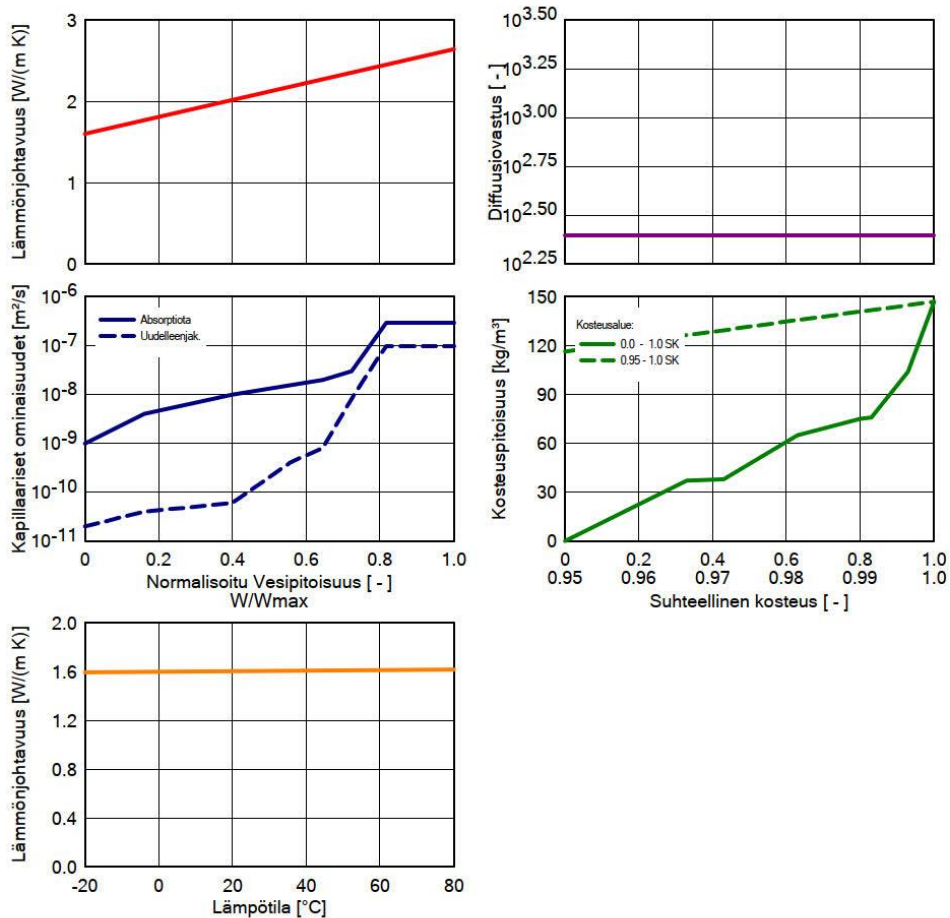 Lämmönjohtavuus [W/(m K)]
3
2
1
0
Diffuusiovastus [ - ]
10^3.50
10^3.25
10^3.00
10^2.75
10^2.50
10^2.25
Kapillaariset ominaisuudet [m²/s]
10^-6
10^-7
10^-8
10^-9
10^-10
10^-11
Absorptiota
Uudelleenjak.
0 0.2 0.4 0.6 0.8 1.0
Normalisoitu Vesipitoisuus [ - ]
W/Wmax
Kosteuspitoisuus [kg/m³]
150
120
90
60
30
0
Kosteusalue:
0.0 - 1.0 SK
0.95 - 1.0 SK
0 0.2 0.4 0.6 0.8 1.0
0.95 0.96 0.97 0.98 0.99 1.0
Suhteellinen kosteus [ - ]
Lämmönjohtavuus [W/(m K)]
2.0
1.6
1.2
0.8
0.4
0.0
-20 0 20 40 60 80
Lämpötila [°C]